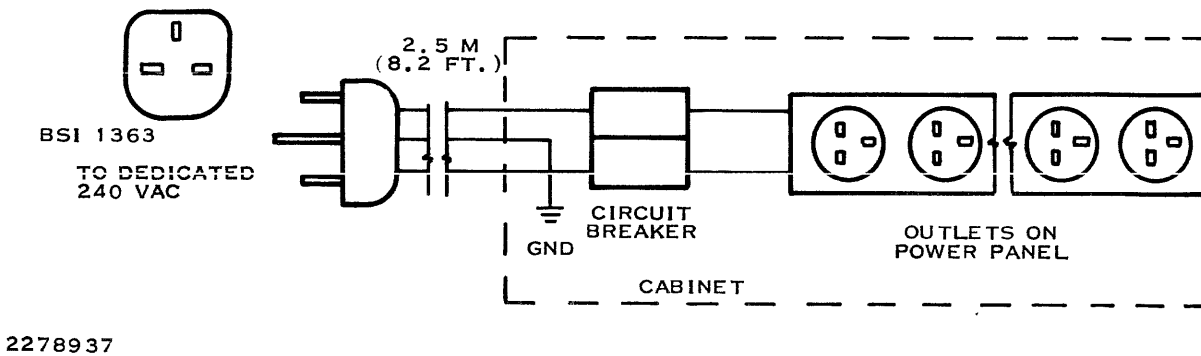 2.5 M
(8.2 FT.)
BSI 1363
TO DEDICATED
240 VAC
CIRCUIT
BREAKER
GND
OUTLETS ON
POWER PANEL
CABINET
2278937